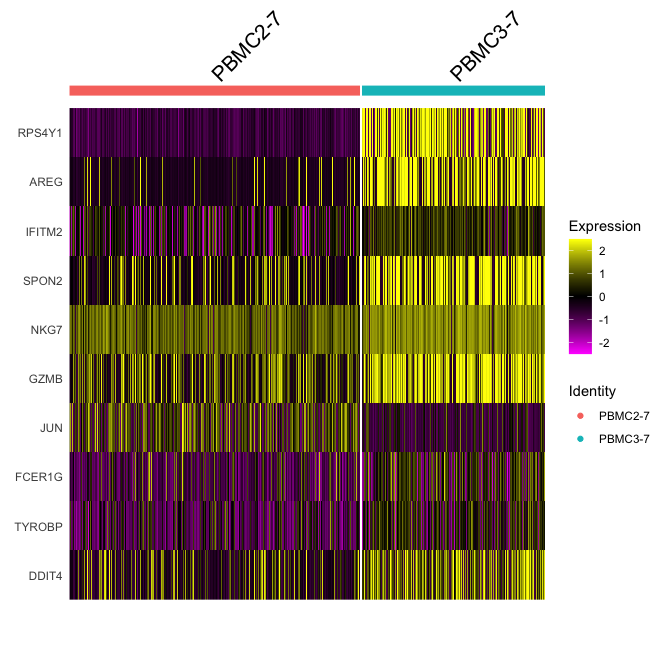 PBMC2-7
PBMC3-7
RPS4Y1
AREG
IFITM2
SPON2
NKG7
GZMB
JUN
FCER1G
TYROBP
DDIT4
Expression
2
1
0
-1
-2
Identity
PBMC2-7
PBMC3-7